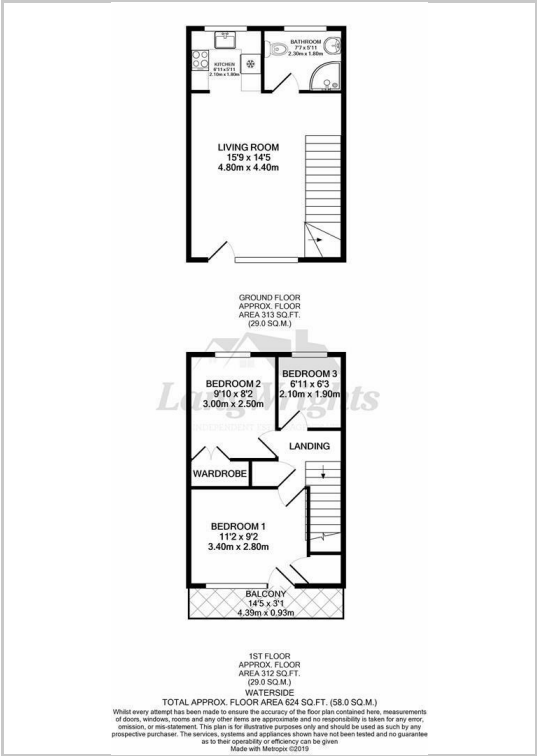 BATHROOM
7'7 x 5'11
2.30m x 1.80m
KITCHEN
6'11 x 5'11
2.10m x 1.80m
LIVING ROOM
15'9 x 14'5
4.80m x 4.40m
GROUND FLOOR
APPROX. FLOOR
AREA 313 SQ.FT.
(29.0 SQ.M.)
LangWrights
BEDROOM 2
9'10 x 8'2
3.00m x 2.50m
BEDROOM 3
6'11 x 6'3
2.10m x 1.90m
LANDING
WARDROBE
BEDROOM 1
11'2 x 9'2
3.40m x 2.80m
BALCONY
14'5 x 3'1
4.39m x 0.93m
1ST FLOOR
APPROX. FLOOR
AREA 312 SQ.FT.
(29.0 SQ.M.)
WATERSIDE
TOTAL APPROX. FLOOR AREA 624 SQ.FT. (58.0 SQ.M.)
Whilst every attempt has been made to ensure the accuracy of the floor plan contained here, measurements
of doors, windows, rooms and any other items are approximate and no responsibility is taken for any error,
omission, or mis-statement. This plan is for illustrative purposes only and should be used as such by any
prospective purchaser. The services, systems and appliances shown have not been tested and no guarantee
as to their operability or efficiency can be given
Made with Metropix ©2019